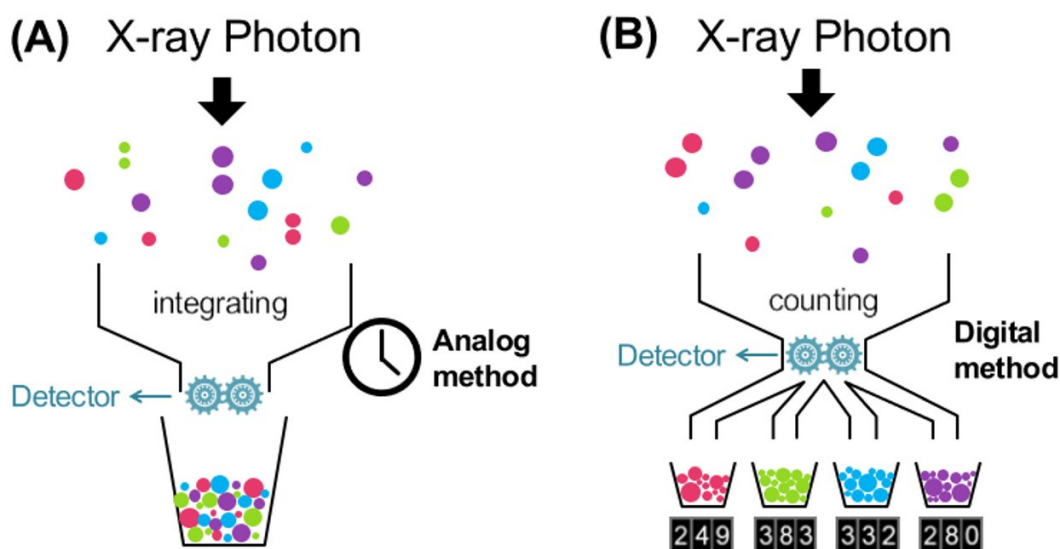 (A) X-ray Photon
integrating
Analog
method
Detector
(B) X-ray Photon
counting
Digital
method
Detector
249 383 332 280